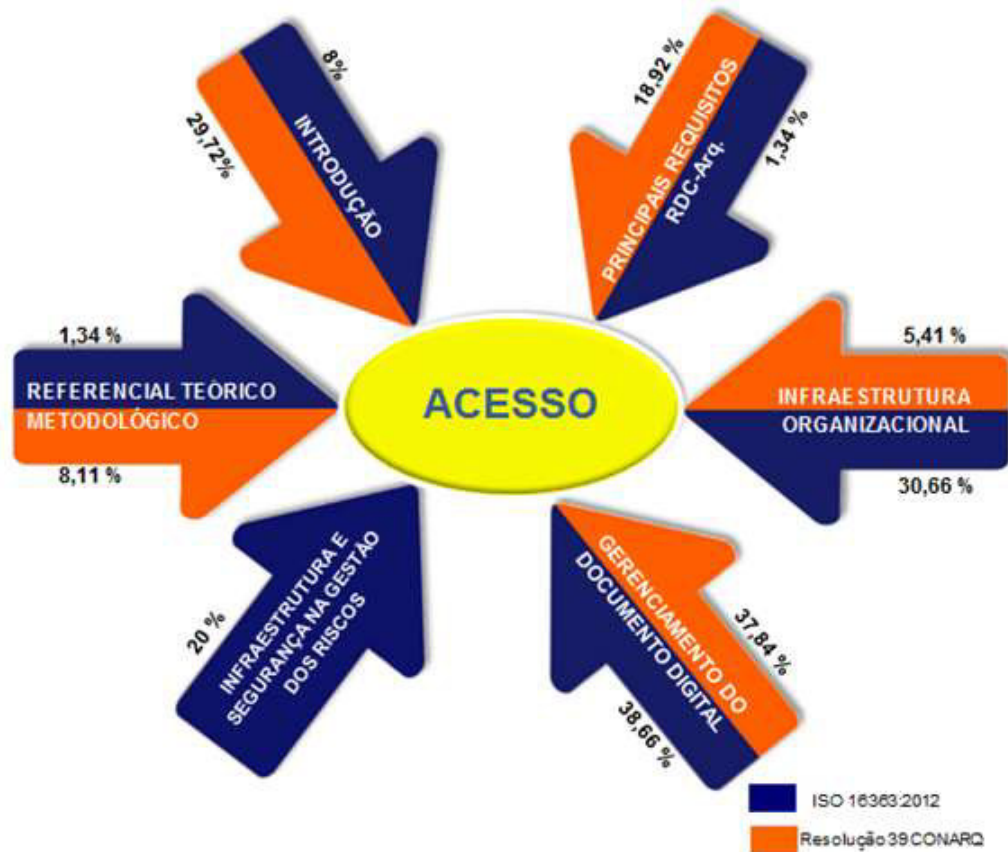 8%
29,72%
INTRODUÇÃO
18,92 %
PRINCIPAIS REQUISITOS
RDC-Arq.
1,34 %
1,34 %
REFERENCIAL TEÓRICO
METODOLÓGICO
8,11 %
ACESSO
5,41 %
INFRAESTRUTURA
ORGANIZACIONAL
30,66 %
20 %
INFRAESTRUTURA E
SEGURANÇA NA GESTÃO
DOS RISCOS
GERENCIAMENTO DO
DOCUMENTO DIGITAL
37,84 %
38,66 %
ISO 16363:2012
Resolução 39 CONARQ